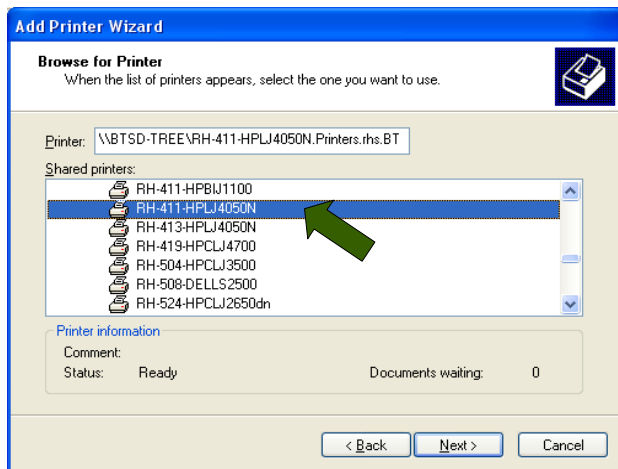 Add Printer Wizard
Browse for Printer
When the list of printers appears, select the one you want to use.
Printer: \\BTSD-TREE\RH-411-HPLJ4050N.Printers.rhs.BT
Shared printers:
RH-411-HPBIJ1100
RH-411-HPLJ4050N
RH-413-HPLJ4050N
RH-419-HPCLJ4700
RH-504-HPCLJ3500
RH-508-DELLS2500
RH-524-HPCLJ2650dn
Printer information
Comment:
Status: Ready Documents waiting: 0
< Back Next > Cancel